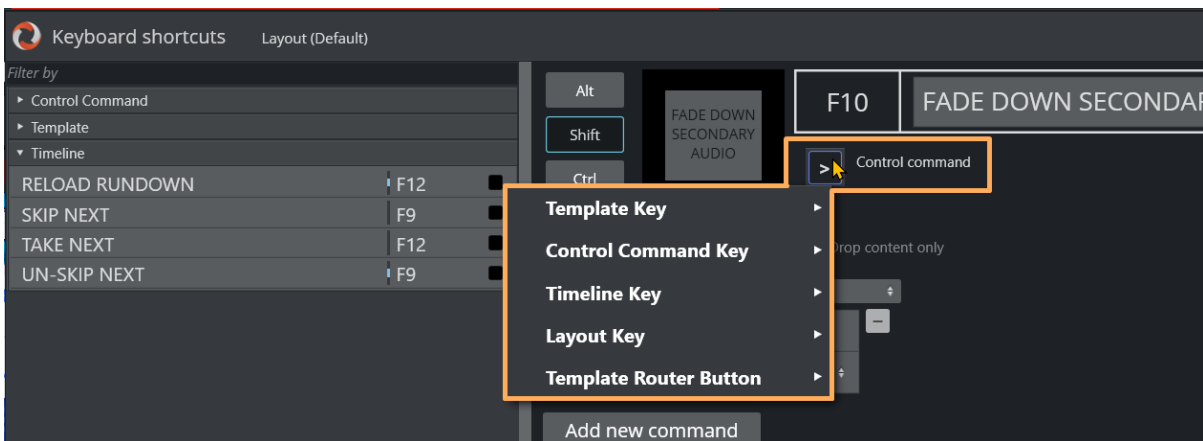 Keyboard shortcuts Layout (Default)
Filter by
Control Command
Template
Timeline
RELOAD RUNDOWN F12
SKIP NEXT F9
TAKE NEXT F12
UN-SKIP NEXT F9
Alt
Shift
Ctrl
FADE DOWN
SECONDARY
AUDIO
F10 FADE DOWN SECONDAR
> Control command
Template Key
Control Command Key
Timeline Key
Layout Key
Template Router Button
Drop content only
Add new command